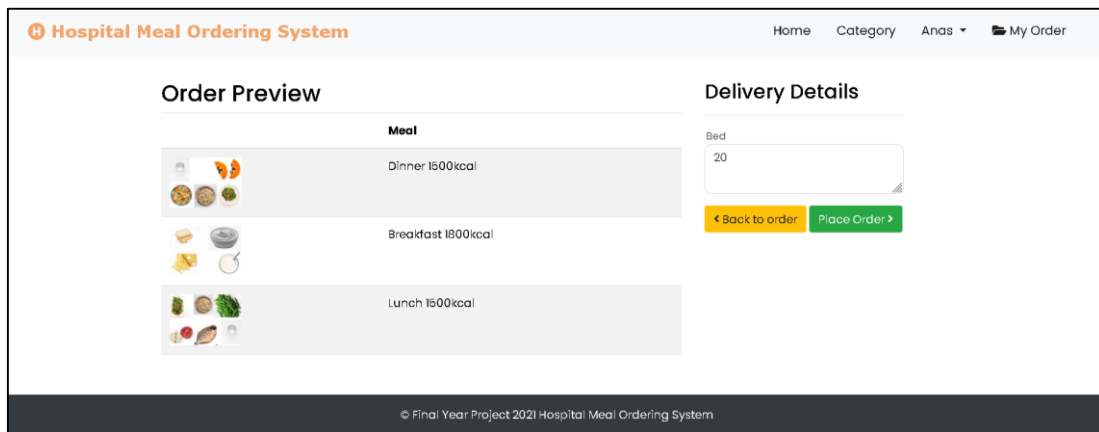 H Hospital Meal Ordering System
Home Category Anas My Order
Order Preview
Meal
Dinner 1500kcal
Breakfast 1800kcal
Lunch 1500kcal
Delivery Details
Bed
20
Back to order Place Order
© Final Year Project 2021 Hospital Meal Ordering System